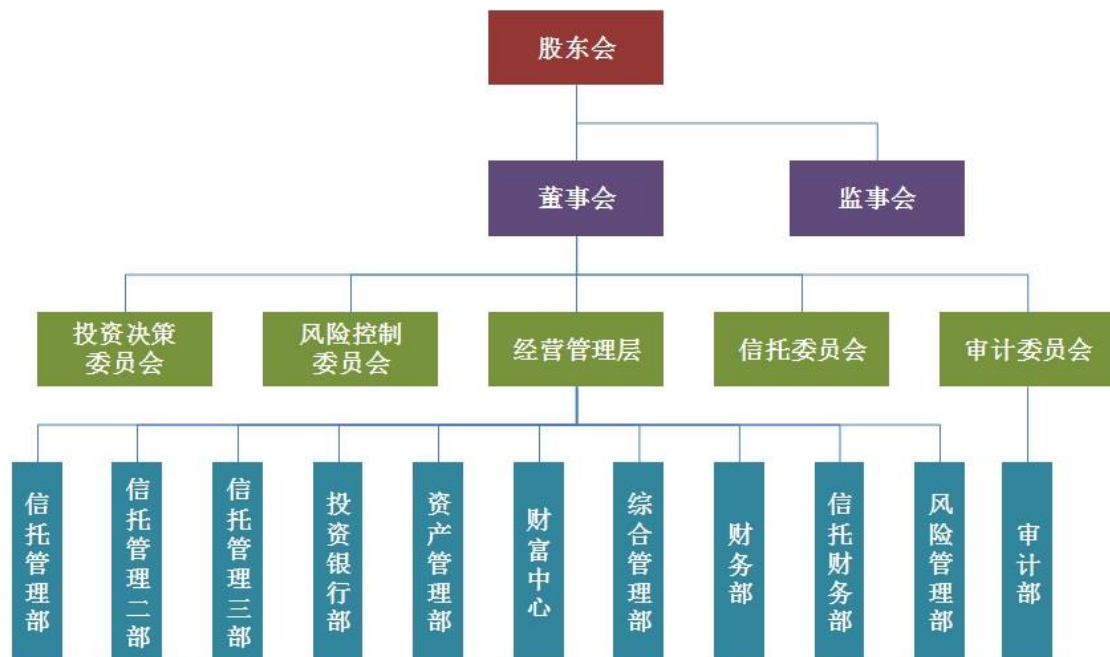 股东会
董事会
监事会
投资决策
委员会
风险控制
委员会
经营管理层
信托委员会
审计委员会
信托管理部
信托管理二部
信托管理三部
投资银行部
资产管理部
财富中心
综合管理部
财务部
信托财务部
风险管理部
审计部